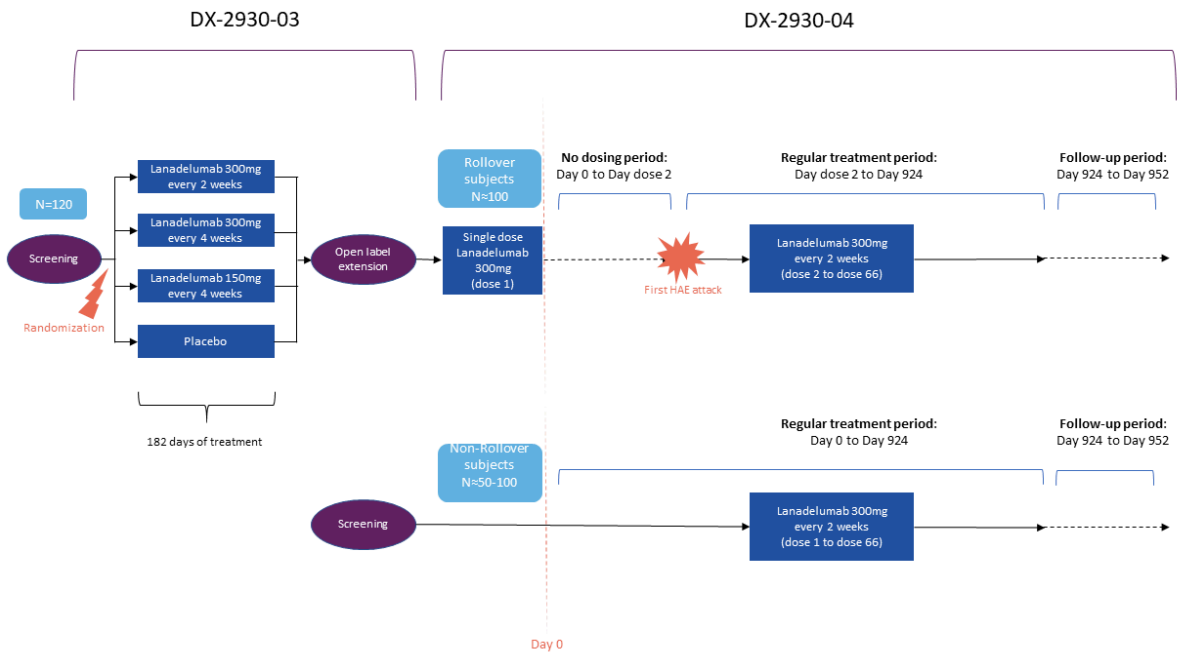 DX-2930-03
DX-2930-04
N=120
Screening
Randomization
Lanadelumab 300mg
every 2 weeks
Lanadelumab 300mg
every 4 weeks
Lanadelumab 150mg
every 4 weeks
Placebo
182 days of treatment
Open label
extension
Rollover
subjects
N≈100
Single dose
Lanadelumab
300mg
(dose 1)
No dosing period:
Day 0 to Day dose 2
First HAE attack
Regular treatment period:
Day dose 2 to Day 924
Lanadelumab 300mg
every 2 weeks
(dose 2 to dose 66)
Follow-up period:
Day 924 to Day 952
Non-Rollover
subjects
N≈50-100
Screening
Regular treatment period:
Day 0 to Day 924
Lanadelumab 300mg
every 2 weeks
(dose 1 to dose 66)
Follow-up period:
Day 924 to Day 952
Day 0